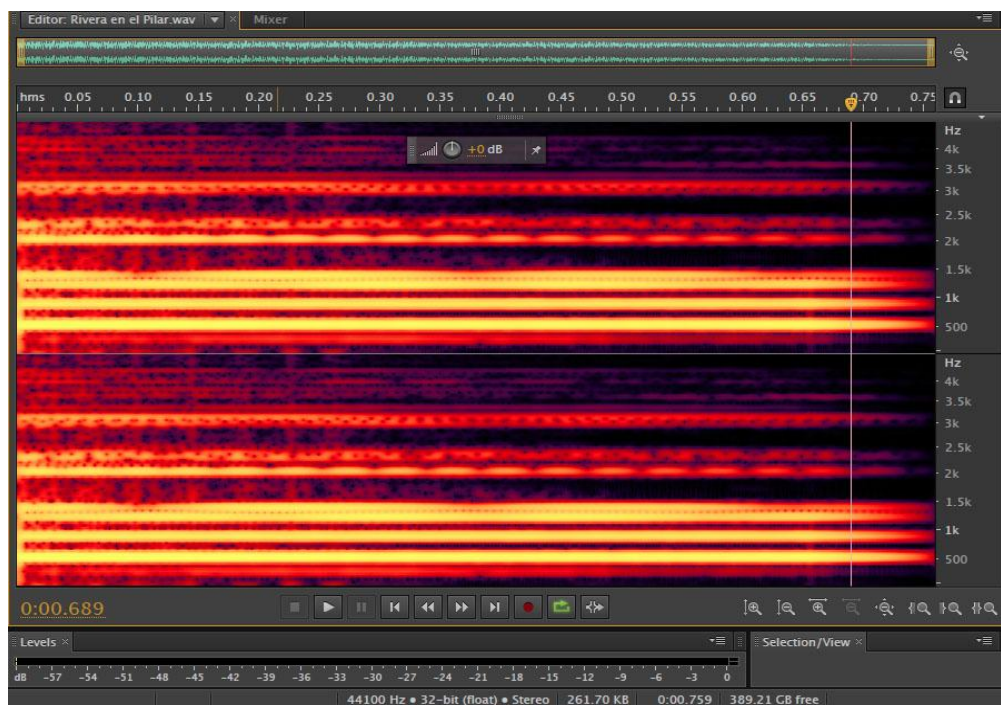 Editor: Rivera en el Pilar.wav Mixer
hms 0.05 0.10 0.15 0.20 0.25 0.30 0.35 0.40 0.45 0.50 0.55 0.60 0.65 0.70 0.75
+0 dB
Hz
4k
3.5k
3k
2.5k
2k
1.5k
1k
500
Hz
4k
3.5k
3k
2.5k
2k
1.5k
1k
500
0:00.689
Levels Selection/View
dB -57 -54 -51 -48 -45 -42 -39 -36 -33 -30 -27 -24 -21 -18 -15 -12 -9 -6 -3 0
44100 Hz • 32-bit (float) • Stereo 261.70 KB 0:00.759 389.21 GB free